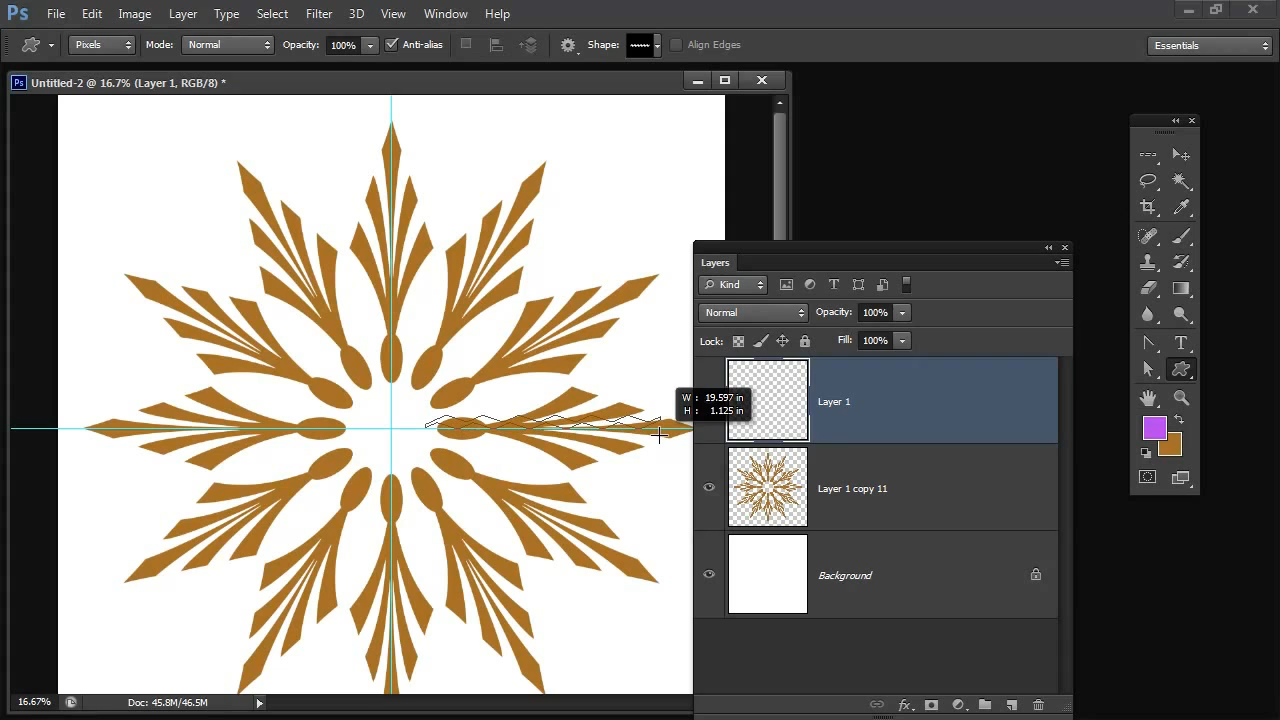 Ps File Edit Image Layer Type Select Filter 3D View Window Help
Pixels Mode: Normal Opacity: 100% Anti-alias Shape: Align Edges Essentials
Ps Untitled-2 @ 16.7% (Layer 1, RGB/8) *
Layers
Kind
Normal Opacity: 100%
Lock: Fill: 100%
W : 19.597 in
H : 1.125 in
Layer 1
Layer 1 copy 11
Background
16.67% Doc: 45.8M/46.5M